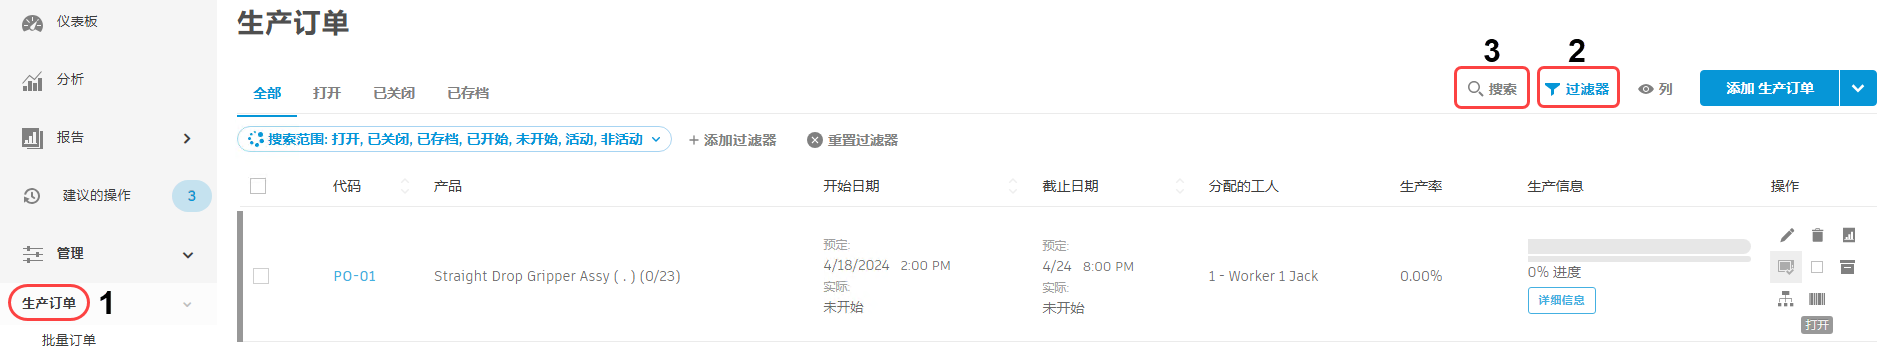 仪表板
分析
报告
建议的操作 3
管理
生产订单 1
批量订单
生产订单
全部 打开 已关闭 已存档
3 2
搜索 过滤器 列 添加 生产订单
搜索范围: 打开, 已关闭, 已存档, 已开始, 未开始, 活动, 非活动 + 添加过滤器 重置过滤器
代码 产品 开始日期 截止日期 分配的工人 生产率 生产信息 操作
PO-01 Straight Drop Gripper Assy ( . ) (0/23)
预定:
4/18/2024 2:00 PM
实际:
未开始
预定:
4/24 8:00 PM
实际:
未开始
1 - Worker 1 Jack
0.00%
0% 进度
详细信息
打开